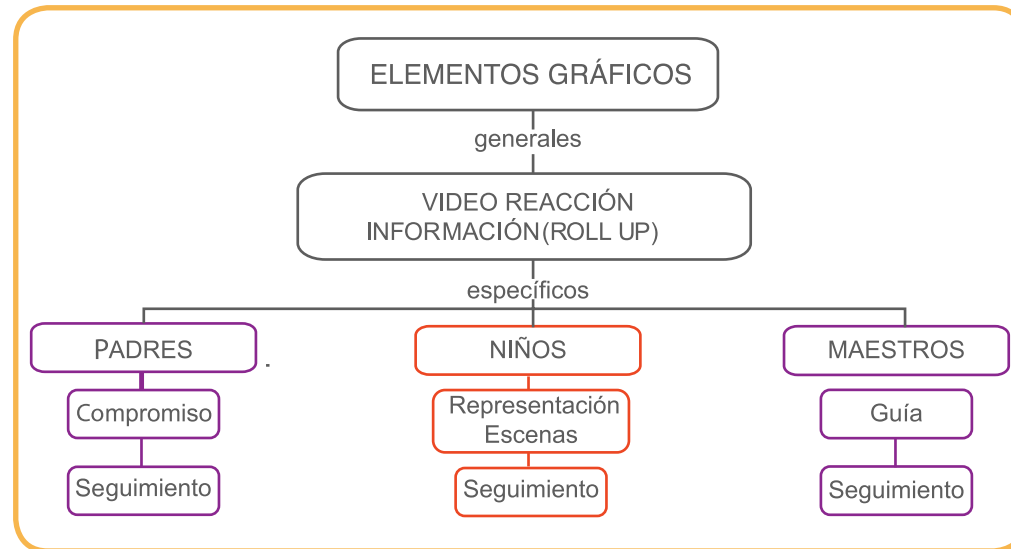 ELEMENTOS GRÁFICOS
generales
VIDEO REACCIÓN
INFORMACIÓN(ROLL UP)
específicos
PADRES
NIÑOS
MAESTROS
Compromiso
Representación
Escenas
Guía
Seguimiento
Seguimiento
Seguimiento